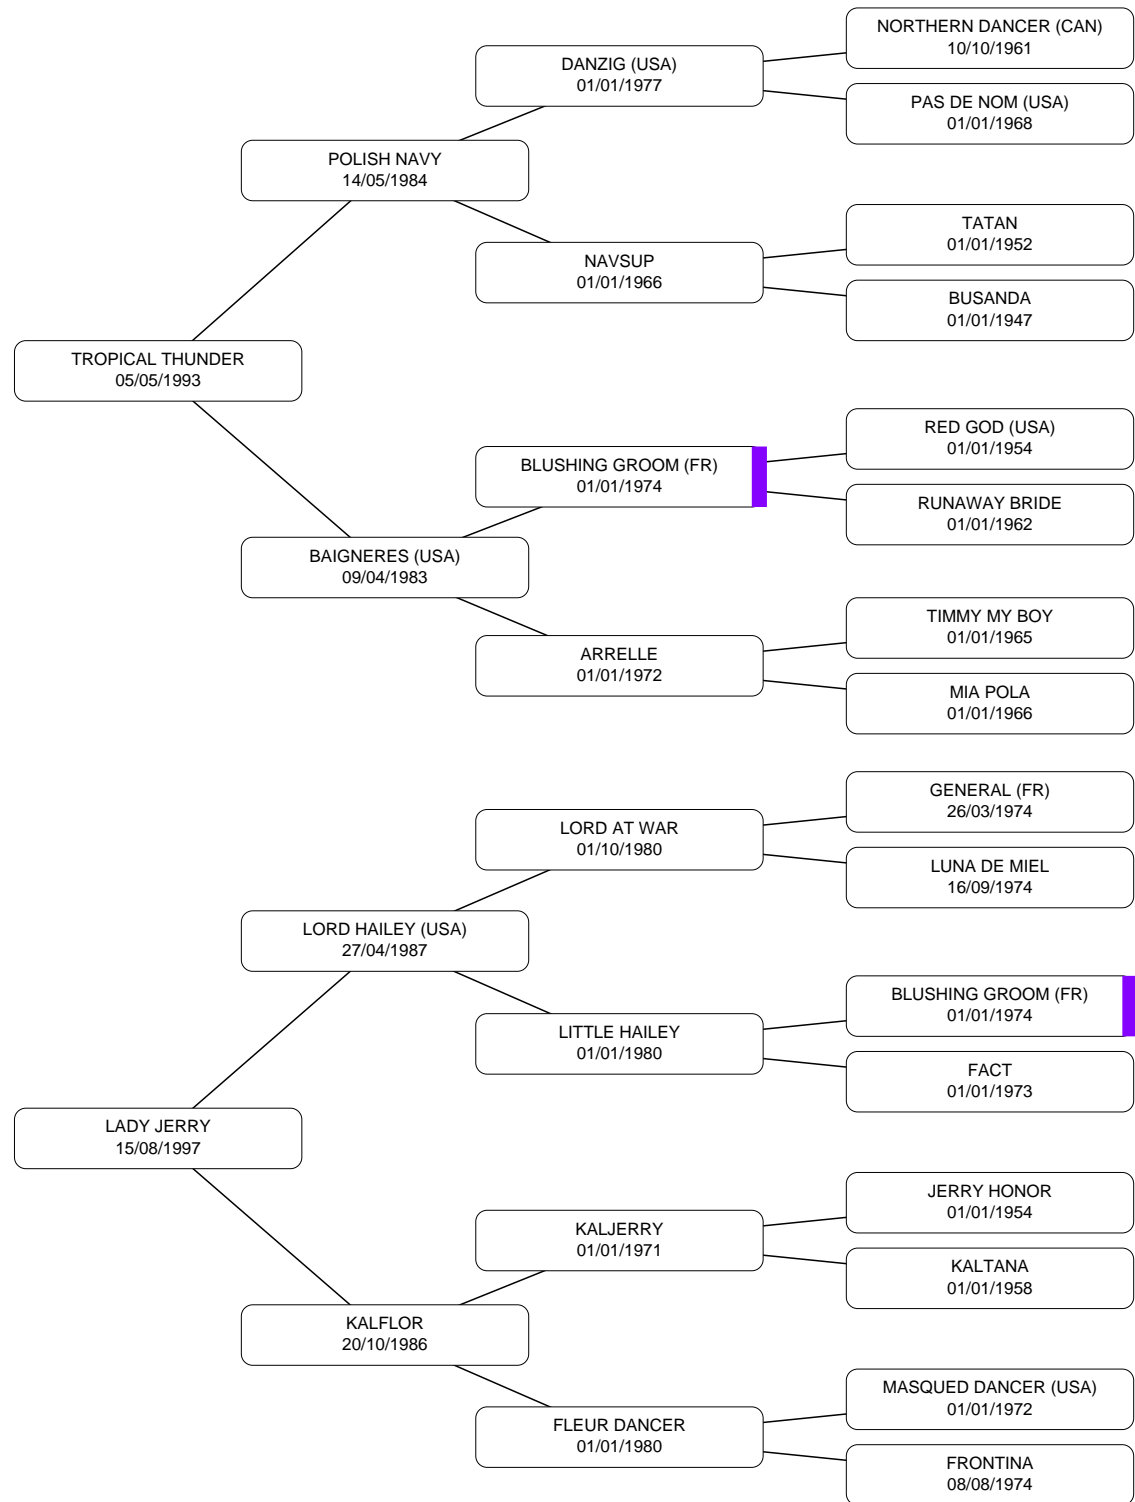 NORTHERN DANCER (CAN)
10/10/1961
DANZIG (USA)
01/01/1977
PAS DE NOM (USA)
01/01/1968
POLISH NAVY
14/05/1984
TATAN
01/01/1952
NAVSUP
01/01/1966
BUSANDA
01/01/1947
TROPICAL THUNDER
05/05/1993
RED GOD (USA)
01/01/1954
BLUSHING GROOM (FR)
01/01/1974
RUNAWAY BRIDE
01/01/1962
BAIGNERES (USA)
09/04/1983
TIMMY MY BOY
01/01/1965
ARRELLE
01/01/1972
MIA POLA
01/01/1966
GENERAL (FR)
26/03/1974
LORD AT WAR
01/10/1980
LUNA DE MIEL
16/09/1974
LORD HAILEY (USA)
27/04/1987
BLUSHING GROOM (FR)
01/01/1974
LITTLE HAILEY
01/01/1980
FACT
01/01/1973
LADY JERRY
15/08/1997
JERRY HONOR
01/01/1954
KALJERRY
01/01/1971
KALTANA
01/01/1958
KALFLOR
20/10/1986
MASQUED DANCER (USA)
01/01/1972
FLEUR DANCER
01/01/1980
FRONTINA
08/08/1974